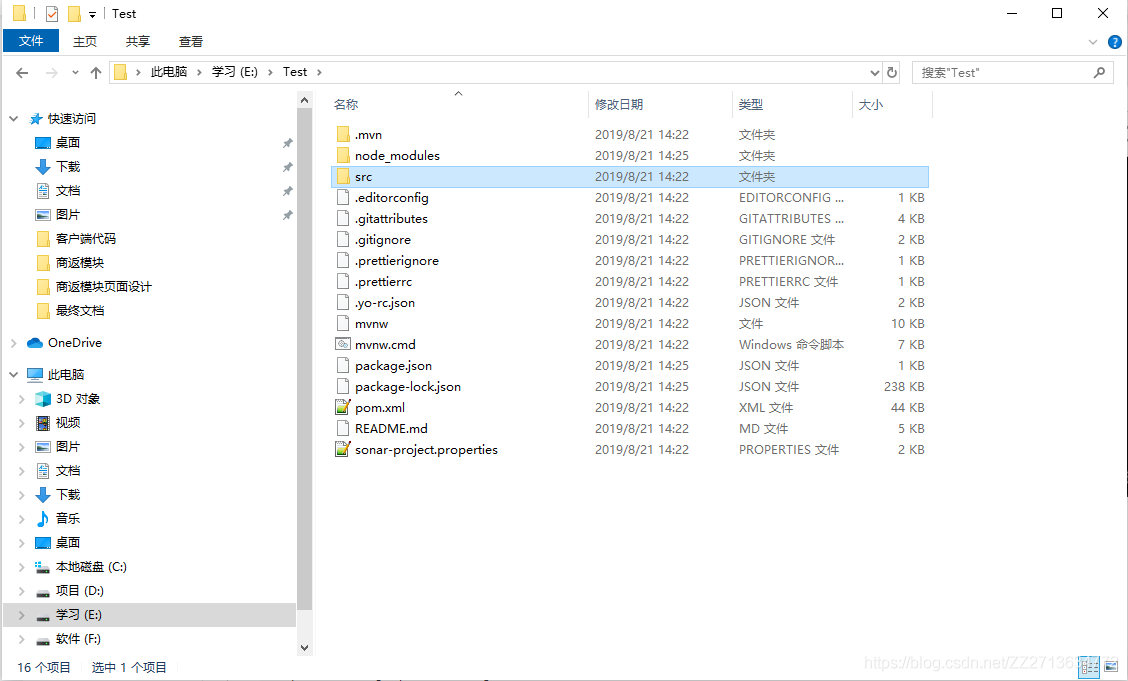 Test
文件 主页 共享 查看
此电脑 学习 (E:) Test 搜索"Test"
快速访问
桌面
下载
文档
图片
客户端代码
商返模块
商返模块页面设计
最终文档
OneDrive
此电脑
3D 对象
视频
图片
文档
下载
音乐
桌面
本地磁盘 (C:)
项目 (D:)
学习 (E:)
软件 (F:)
名称 修改日期 类型 大小
.mvn 2019/8/21 14:22 文件夹
node_modules 2019/8/21 14:25 文件夹
src 2019/8/21 14:22 文件夹
.editorconfig 2019/8/21 14:22 EDITORCONFIG ... 1 KB
.gitattributes 2019/8/21 14:22 GITATTRIBUTES ... 4 KB
.gitignore 2019/8/21 14:22 GITIGNORE 文件 2 KB
.prettierignore 2019/8/21 14:22 PRETTIERIGNOR... 1 KB
.prettierrc 2019/8/21 14:22 PRETTIERRC 文件 1 KB
.yo-rc.json 2019/8/21 14:22 JSON 文件 2 KB
mvnw 2019/8/21 14:22 文件 10 KB
mvnw.cmd 2019/8/21 14:22 Windows 命令脚本 7 KB
package.json 2019/8/21 14:25 JSON 文件 1 KB
package-lock.json 2019/8/21 14:25 JSON 文件 238 KB
pom.xml 2019/8/21 14:22 XML 文件 44 KB
README.md 2019/8/21 14:22 MD 文件 5 KB
sonar-project.properties 2019/8/21 14:22 PROPERTIES 文件 2 KB
16 个项目 选中 1 个项目